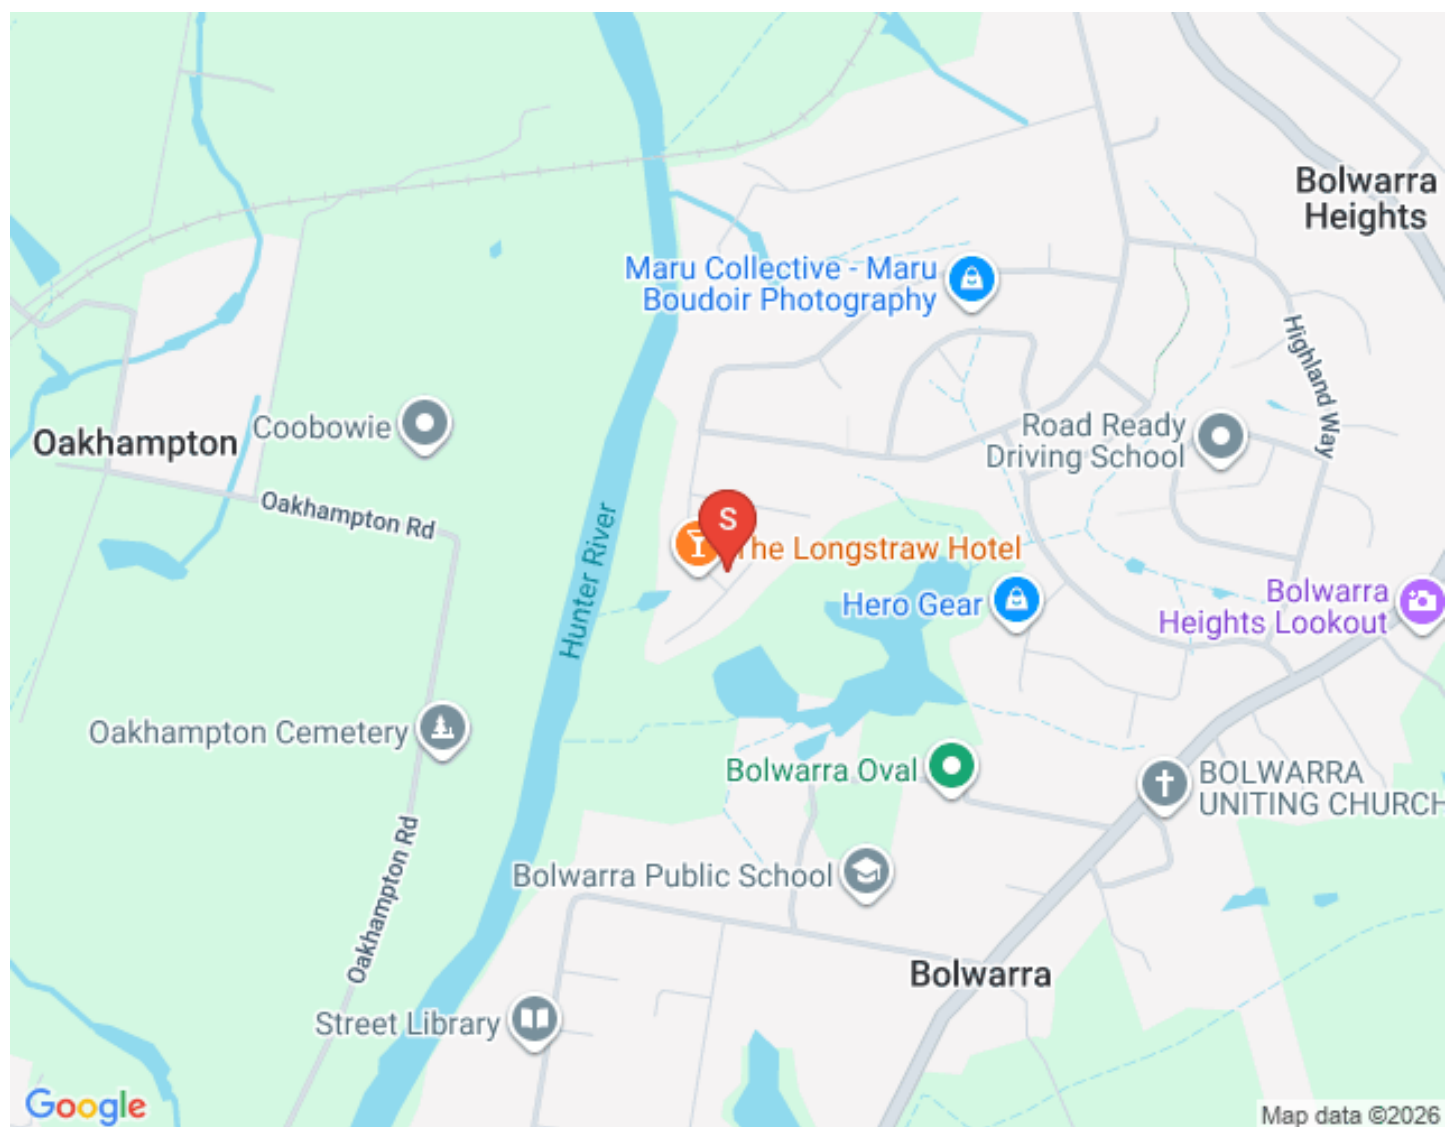 Bolwarra
Heights
Maru Collective - Maru
Boudoir Photography
Highland Way
Oakhampton
Coobowie
Road Ready
Driving School
Oakhampton Rd
S
The Longstraw Hotel
Hunter River
Hero Gear
Bolwarra
Heights Lookout
Oakhampton Cemetery
Bolwarra Oval
BOLWARRA
UNITING CHURCH
Oakhampton Rd
Bolwarra Public School
Bolwarra
Street Library
Google
Map data ©2026